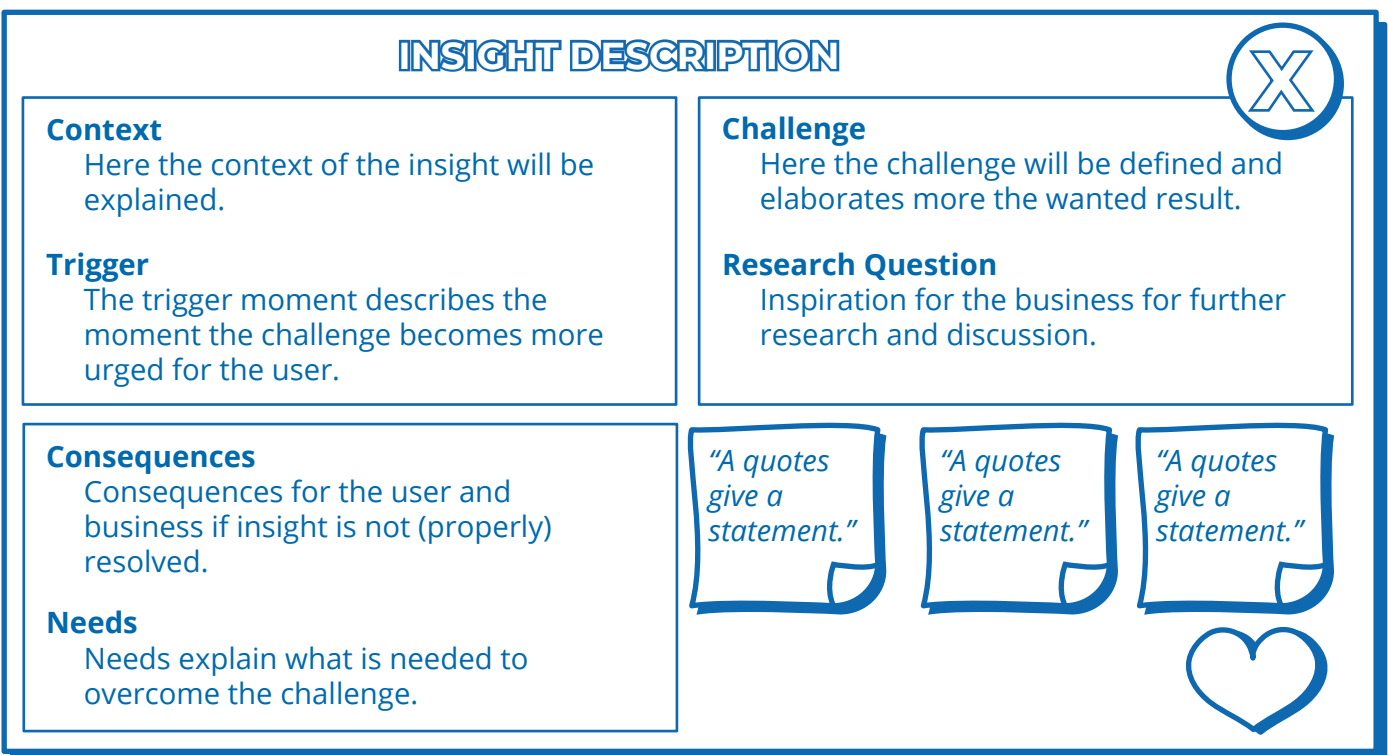 INSIGHT DESCRIPTION
X
Context
Here the context of the insight will be
explained.
Trigger
The trigger moment describes the
moment the challenge becomes more
urged for the user.
Challenge
Here the challenge will be defined and
elaborates more the wanted result.
Research Question
Inspiration for the business for further
research and discussion.
Consequences
Consequences for the user and
business if insight is not (properly)
resolved.
Needs
Needs explain what is needed to
overcome the challenge.
“A quotes
give a
statement.”
“A quotes
give a
statement.”
“A quotes
give a
statement.”